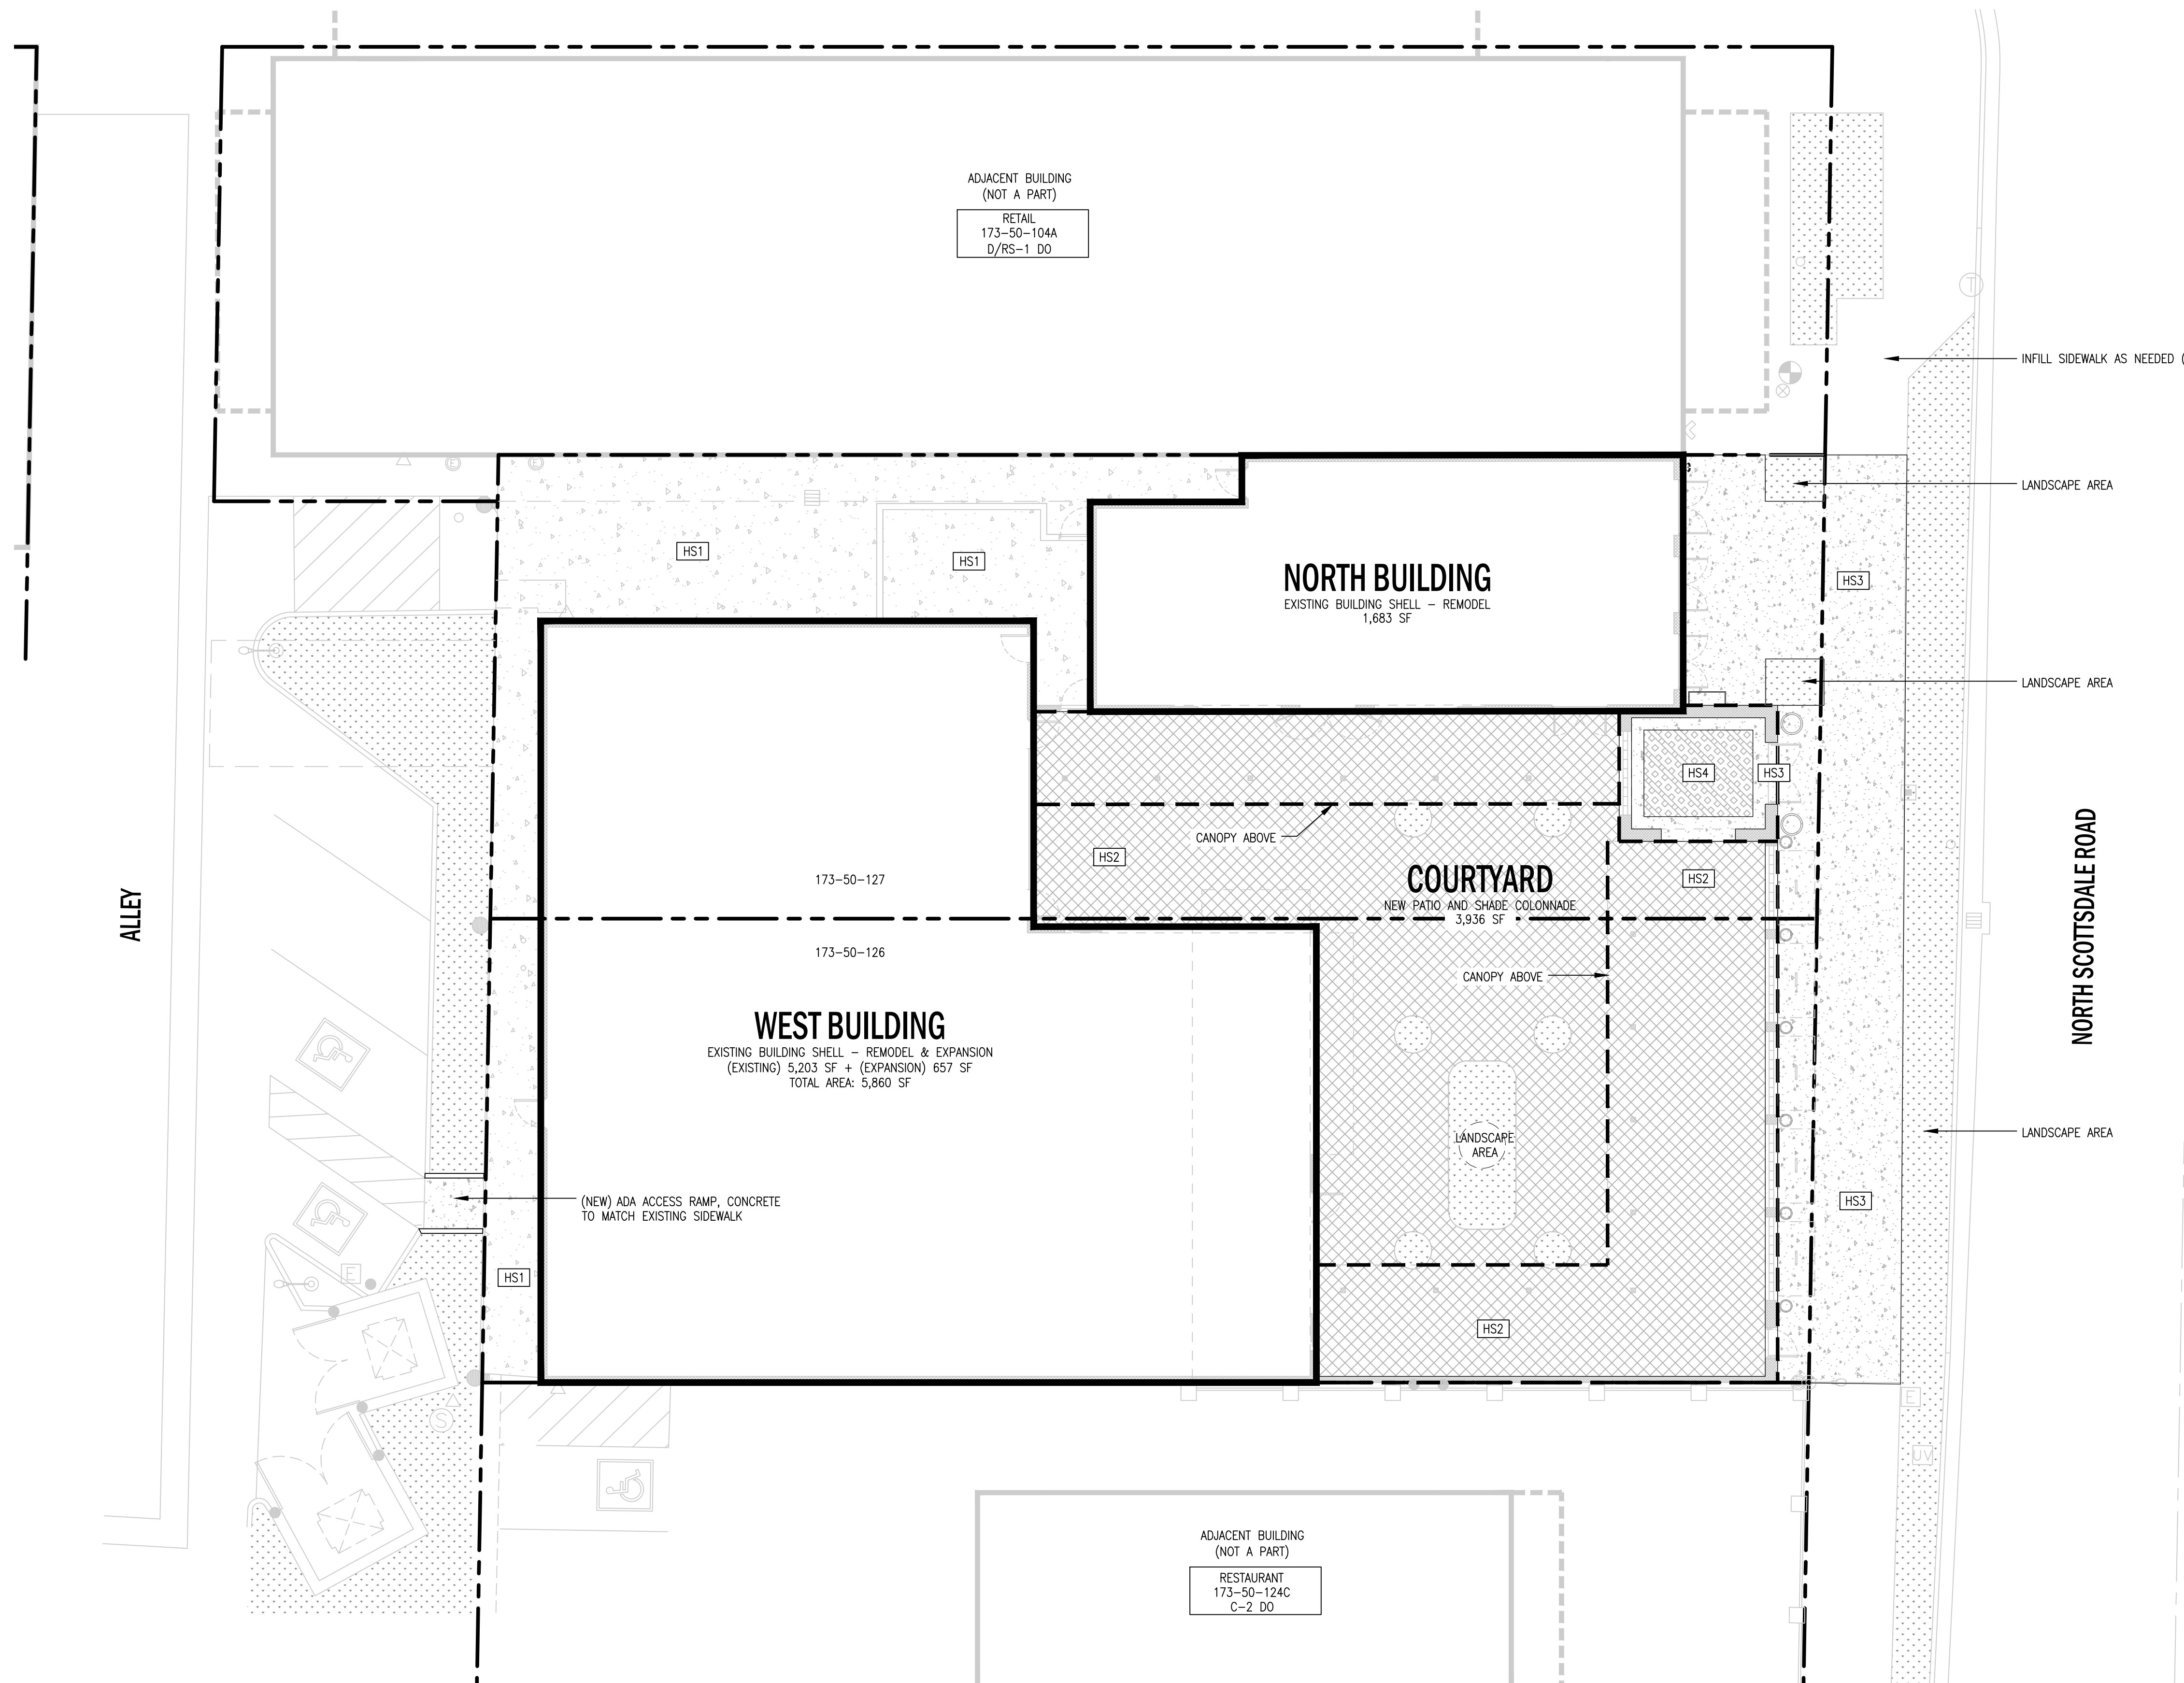 ADJACENT BUILDING
(NOT A PART)
RETAIL
173-50-104A
D/RS-1 DO
T
INFILL SIDEWALK AS NEEDED (
E
E
LANDSCAPE AREA
HS1
HS1
NORTH BUILDING
EXISTING BUILDING SHELL - REMODEL
1,683 SF
HS3
LANDSCAPE AREA
HS4
HS3
CANOPY ABOVE
HS2
173-50-127
COURTYARD
NEW PATIO AND SHADE COLONNADE
3,936 SF
HS2
ALLEY
NORTH SCOTTSDALE ROAD
173-50-126
CANOPY ABOVE
WEST BUILDING
EXISTING BUILDING SHELL - REMODEL & EXPANSION
(EXISTING) 5,203 SF + (EXPANSION) 657 SF
TOTAL AREA: 5,860 SF
LANDSCAPE
AREA
LANDSCAPE AREA
(NEW) ADA ACCESS RAMP, CONCRETE
TO MATCH EXISTING SIDEWALK
HS3
E
HS1
HS2
E
S
UV
ADJACENT BUILDING
(NOT A PART)
RESTAURANT
173-50-124C
C-2 DO